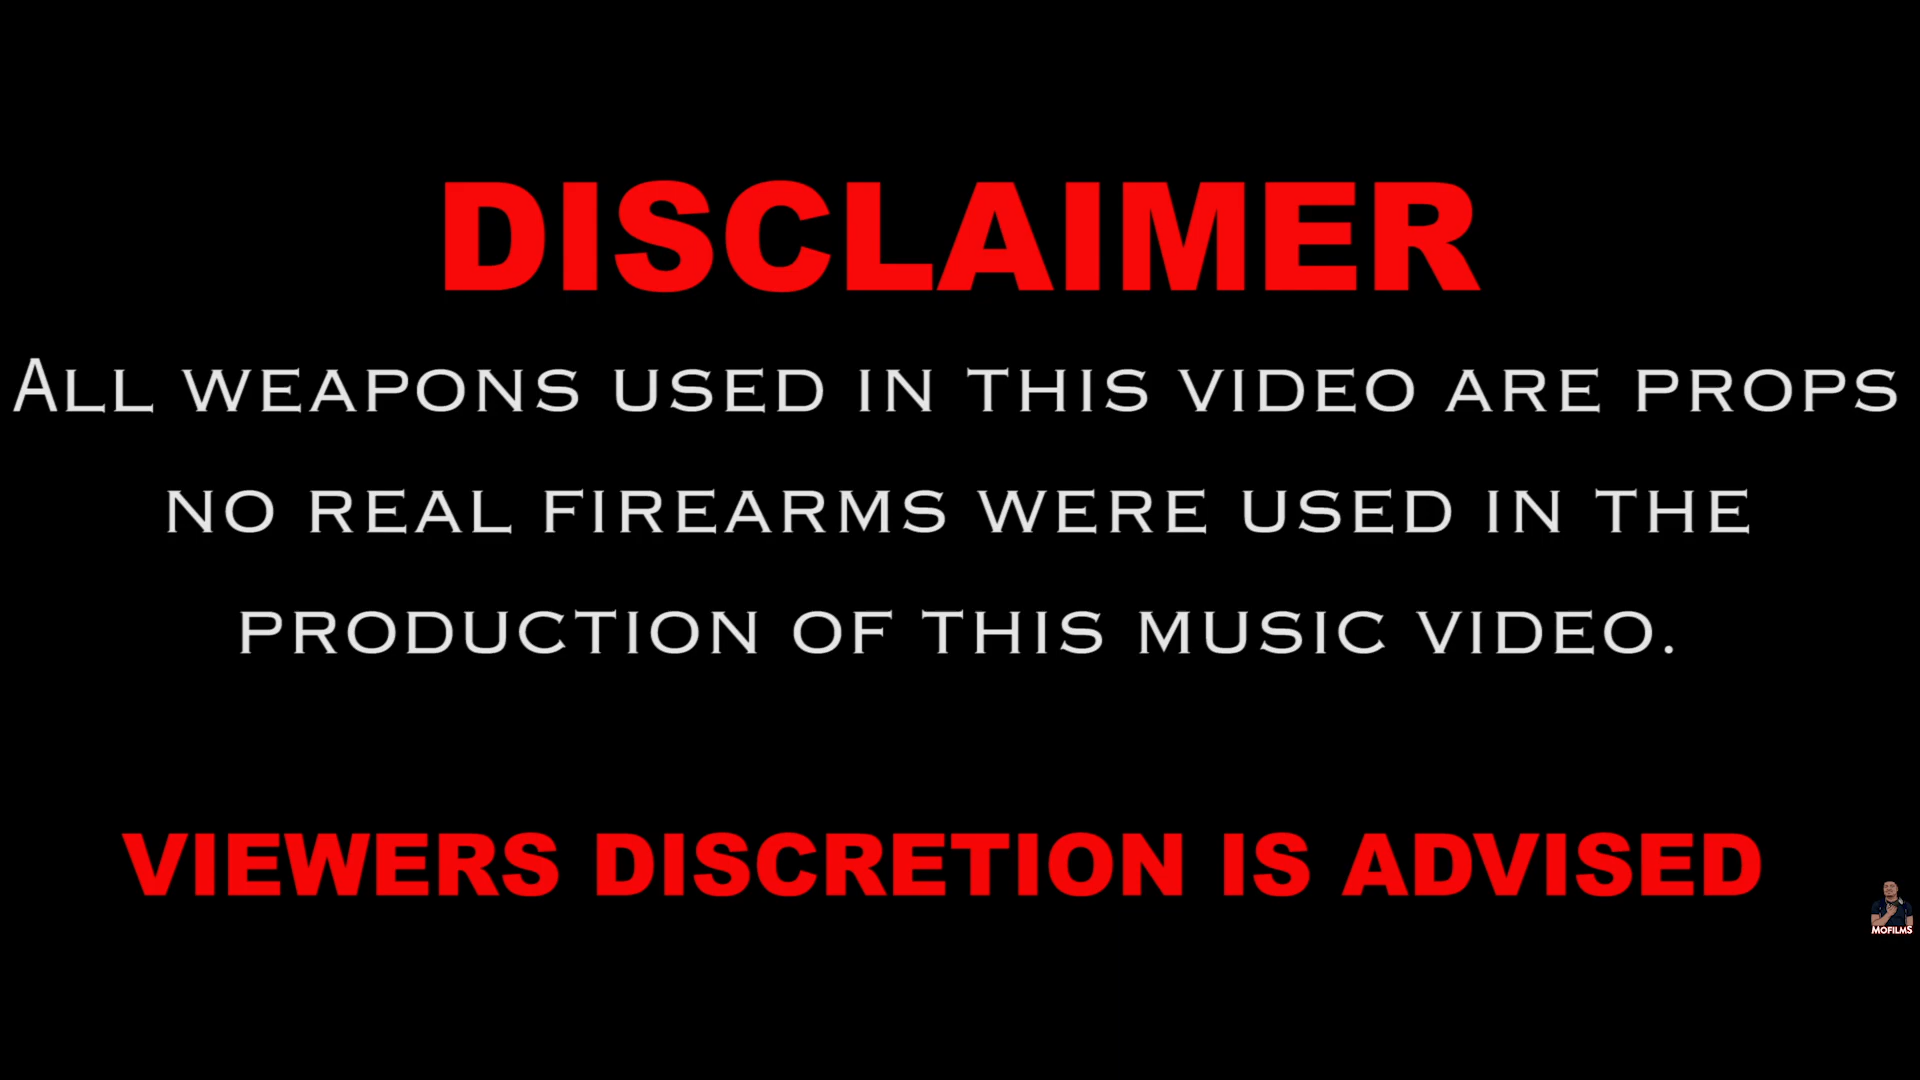 DISCLAIMER
ALL WEAPONS USED IN THIS VIDEO ARE PROPS
NO REAL FIREARMS WERE USED IN THE
PRODUCTION OF THIS MUSIC VIDEO.
VIEWERS DISCRETION IS ADVISED
MOFILMS